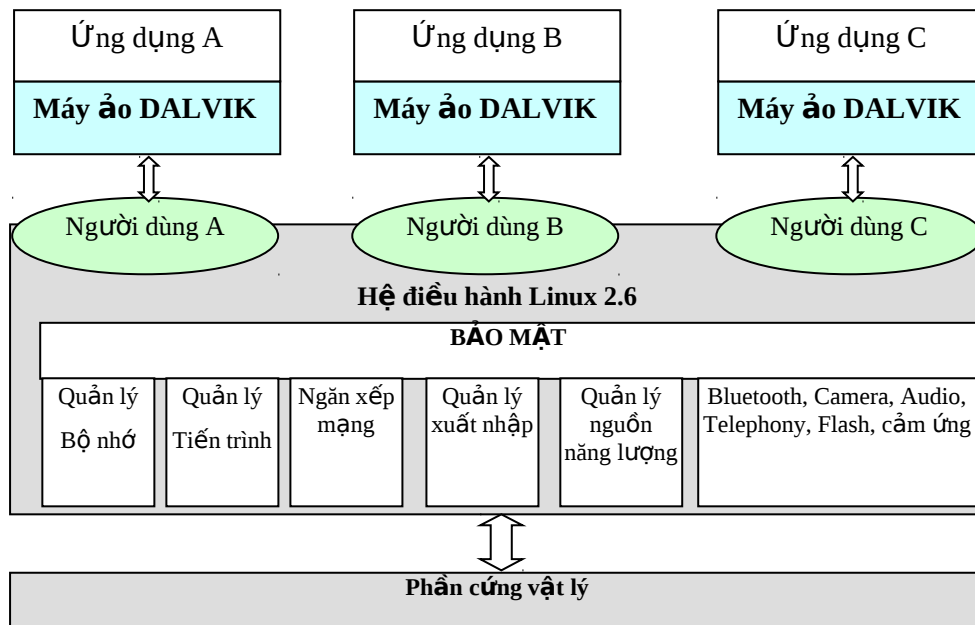 Ứng dụng A
Ứng dụng B
Ứng dụng C
Máy ảo DALVIK
Máy ảo DALVIK
Máy ảo DALVIK
Người dùng A
Người dùng B
Người dùng C
Hệ điều hành Linux 2.6
BẢO MẬT
Quản lý
Bộ nhớ
Quản lý
Tiến trình
Ngăn xếp
mạng
Quản lý
xuất nhập
Quản lý
nguồn
năng lượng
Bluetooth, Camera, Audio,
Telephony, Flash, cảm ứng
Phần cứng vật lý